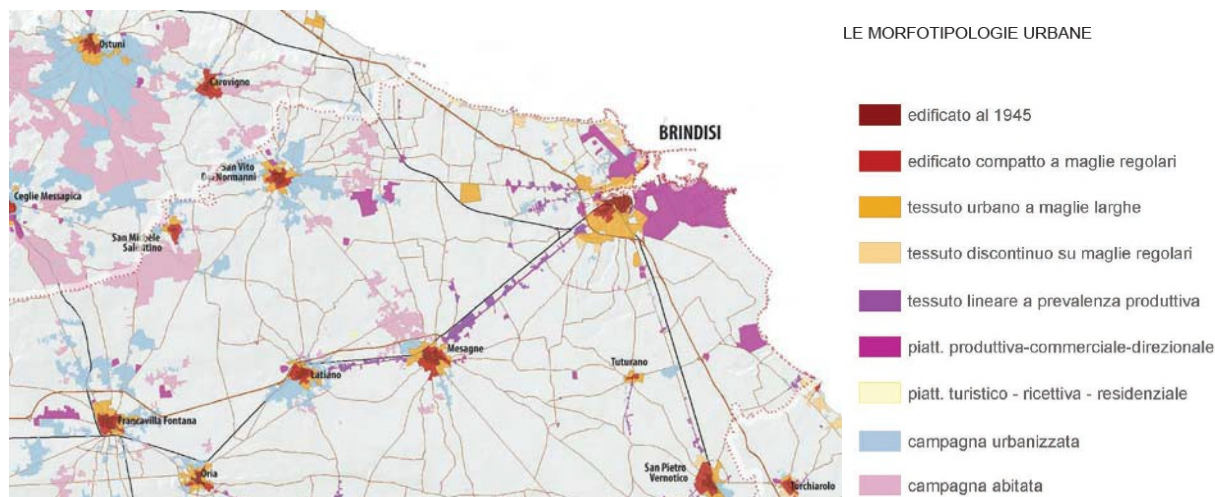 LE MORFOTIPOLOGIE URBANE
Ostuni
Carovigno
BRINDISI
edificato al 1945
edificato compatto a maglie regolari
San Vito
Dei Normanni
Ceglie Messapica
tessuto urbano a maglie larghe
San Michele
Salentino
tessuto discontinuo su maglie regolari
tessuto lineare a prevalenza produttiva
Mesagne
Latiano
Tuturano
piatt. produttiva-commerciale-direzionale
piatt. turistico - ricettiva - residenziale
Francavilla Fontana
campagna urbanizzata
Oria
San Pietro
Vernotico
Torchiarolo
campagna abitata